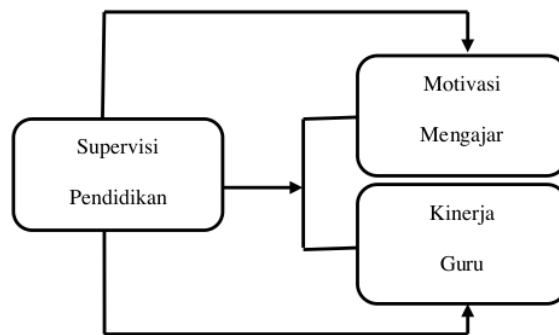 Supervisi
Pendidikan
Motivasi
Mengajar
Kinerja
Guru